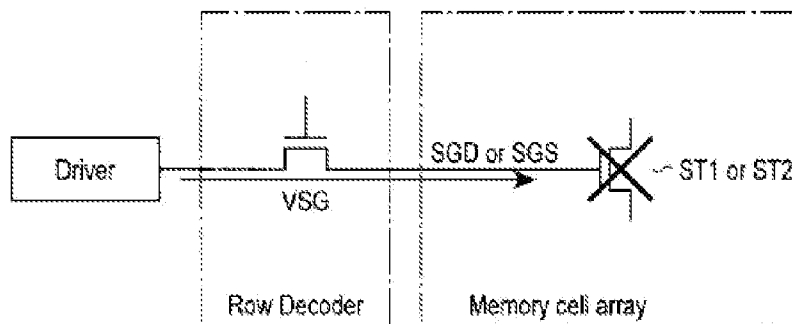 SGD or SGS
Driver
ST1 or ST2
VSG
Row Decoder
Memory cell array